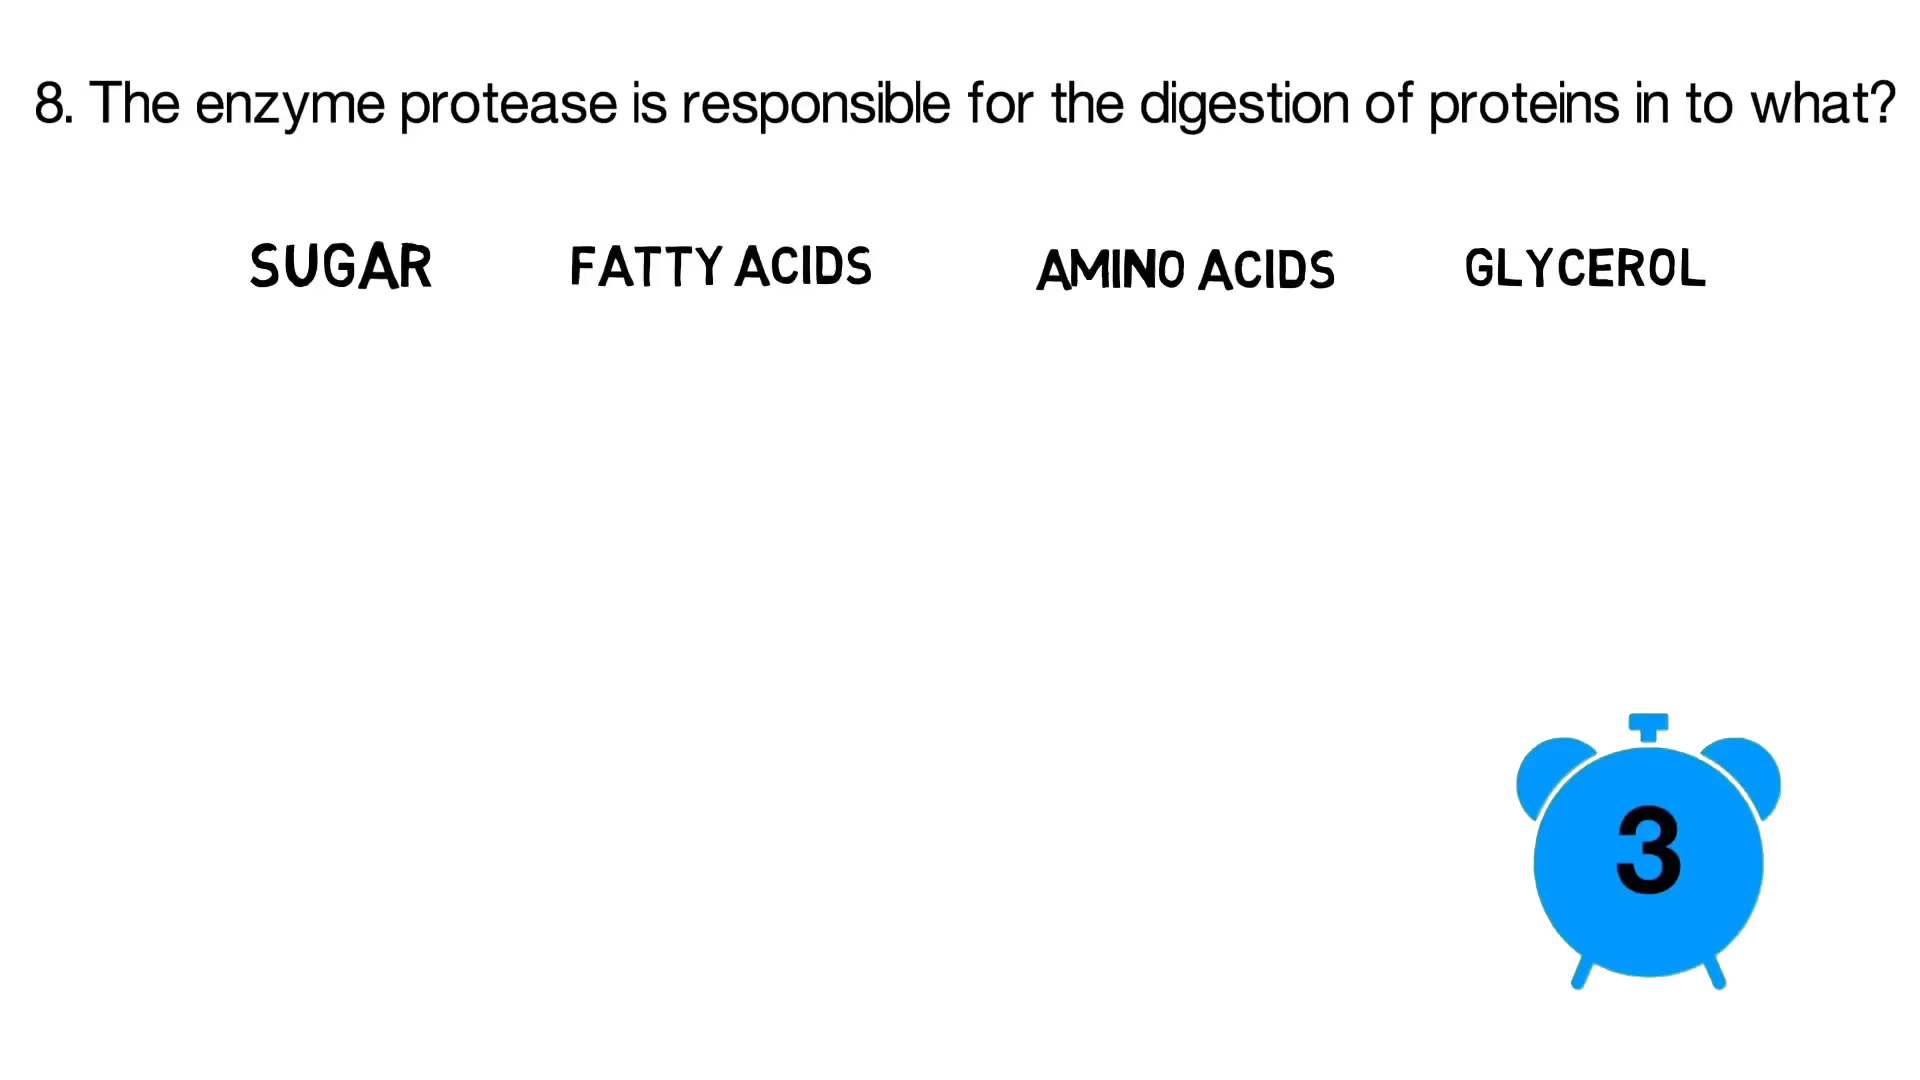 8. The enzyme protease is responsible for the digestion of proteins in to what?
SUGAR FATTY ACIDS AMINO ACIDS GLYCEROL
3